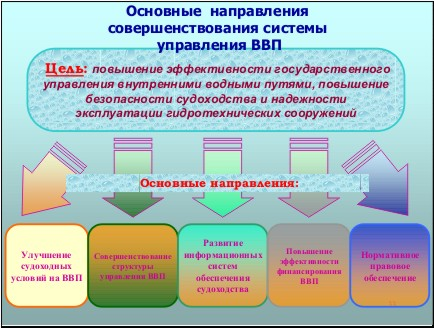 Основные направления
совершенствования системы
управления ВВП
Цель: повышение эффективности государственного
управления внутренними водными путями, повышение
безопасности судоходства и надежности
эксплуатации гидротехнических сооружений
Основные направления:
Улучшение
судоходных
условий на ВВП
Совершенствование
структуры
управления ВВП
Развитие
информационных
систем
обеспечения
судоходства
Повышение
эффективности
финансирования
ВВП
Нормативное
правовое
обеспечение